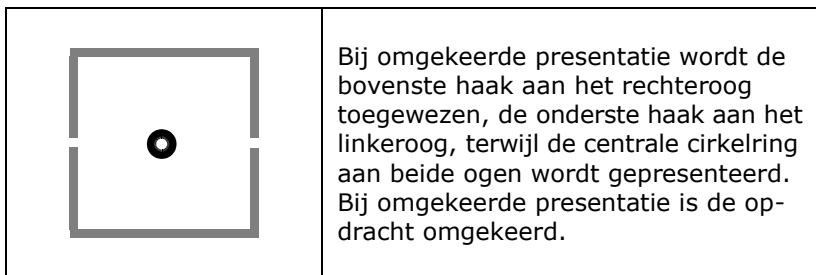 Bij omgekeerde presentatie wordt de
bovenste haak aan het rechteroog
toegewezen, de onderste haak aan het
linkeroog, terwijl de centrale cirkelring
aan beide ogen wordt gepresenteerd.
Bij omgekeerde presentatie is de op-
dracht omgekeerd.